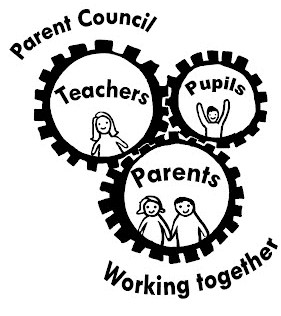 Parent Council
Teachers
Pupils
Parents
Working together